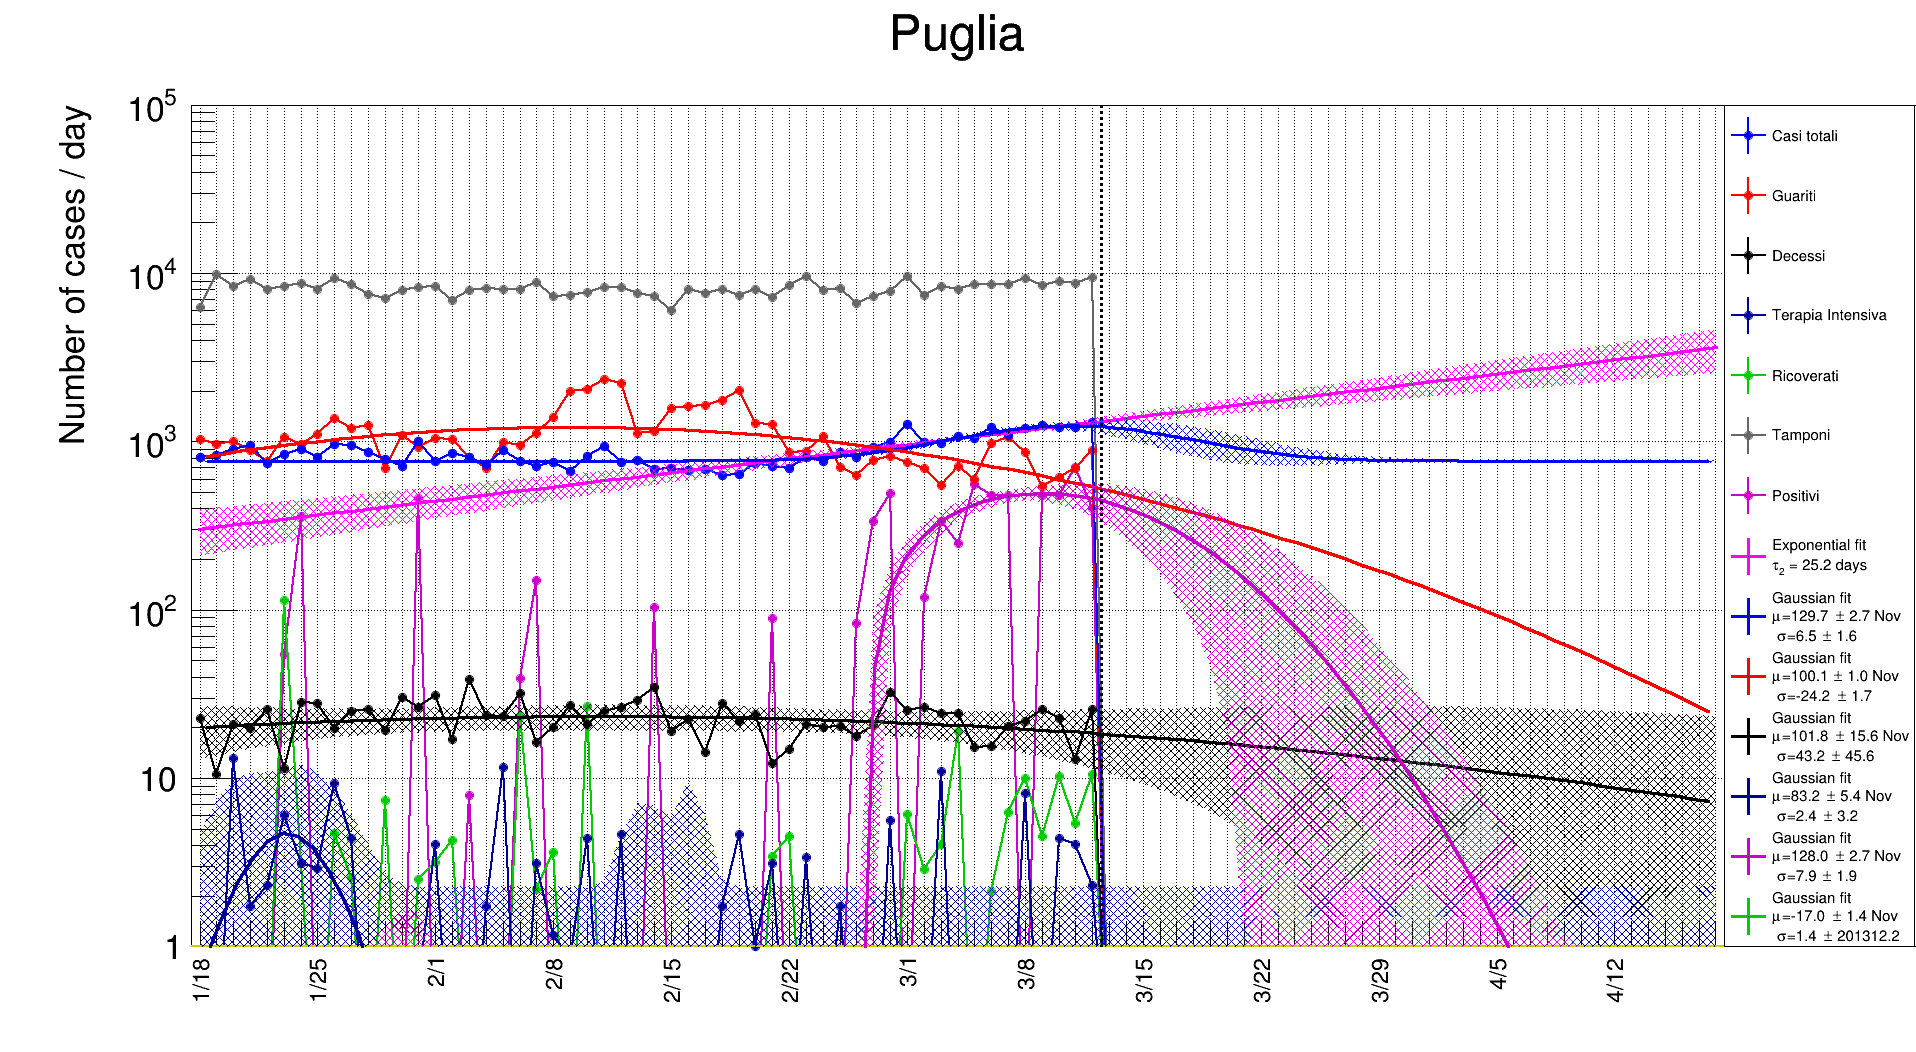 Puglia
Number of cases / day
10^5
10^4
10^3
10^2
10
1
1/18
1/25
2/1
2/8
2/15
2/22
3/1
3/8
3/15
3/22
3/29
4/5
4/12
Casi totali
Guariti
Decessi
Terapia Intensiva
Ricoverati
Tamponi
Positivi
Exponential fit
τ₂ = 25.2 days
Gaussian fit
μ=129.7 ± 2.7 Nov
σ=6.5 ± 1.6
Gaussian fit
μ=100.1 ± 1.0 Nov
σ=-24.2 ± 1.7
Gaussian fit
μ=101.8 ± 15.6 Nov
σ=43.2 ± 45.6
Gaussian fit
μ=83.2 ± 5.4 Nov
σ=2.4 ± 3.2
Gaussian fit
μ=128.0 ± 2.7 Nov
σ=7.9 ± 1.9
Gaussian fit
μ=-17.0 ± 1.4 Nov
σ=1.4 ± 201312.2